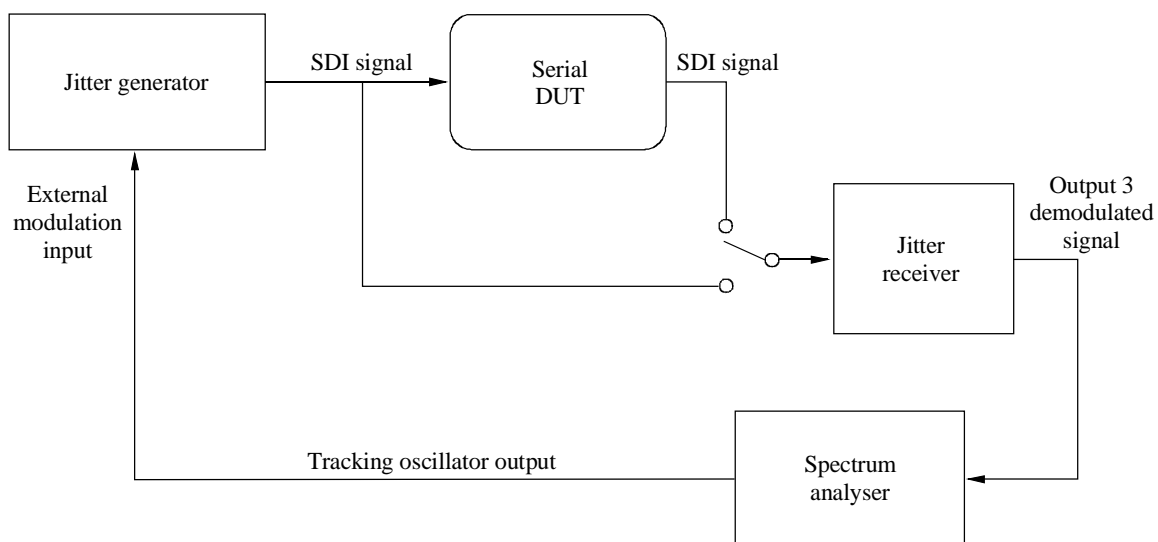 Jitter generator
SDI signal
Serial
DUT
SDI signal
External
modulation
input
Jitter
receiver
Output 3
demodulated
signal
Tracking oscillator output
Spectrum
analyser